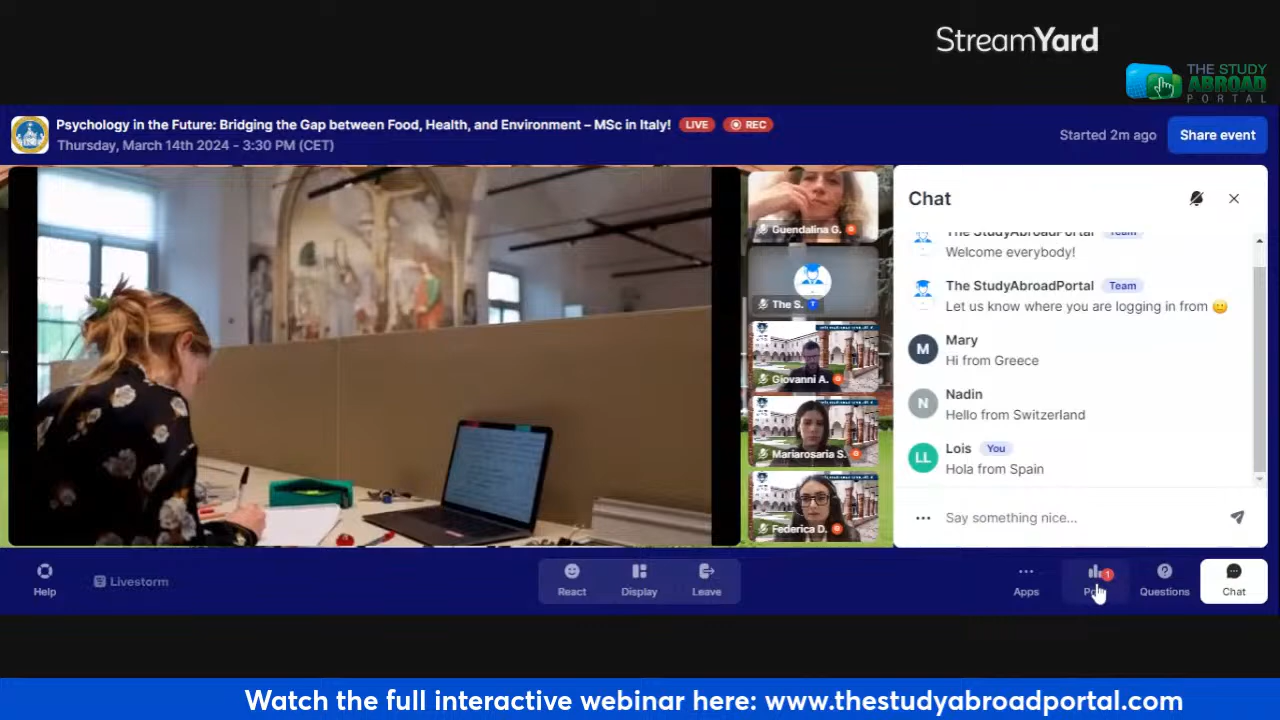 StreamYard
THE STUDY
ABROAD
PORTAL
Psychology in the Future: Bridging the Gap between Food, Health, and Environment – MSc in Italy! LIVE REC
Thursday, March 14th 2024 - 3:30 PM (CET)
Started 2m ago
Share event
Guendalina G.
The S.
Giovanni A.
Mariarosaria S.
Federica D.
Chat
The StudyAbroadPortal Team
Welcome everybody!
The StudyAbroadPortal Team
Let us know where you are logging in from 🙂
M
Mary
Hi from Greece
N
Nadin
Hello from Switzerland
LL
Lois You
Hola from Spain
Say something nice...
Help
Livestorm
React
Display
Leave
Apps
1
Questions
Chat
Watch the full interactive webinar here: www.thestudyabroadportal.com